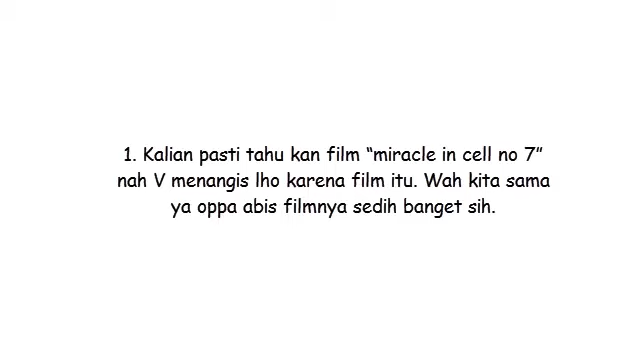 1. Kalian pasti tahu kan film “miracle in cell no 7”
nah V menangis lho karena film itu. Wah kita sama
ya oppa abis filmnya sedih banget sih.